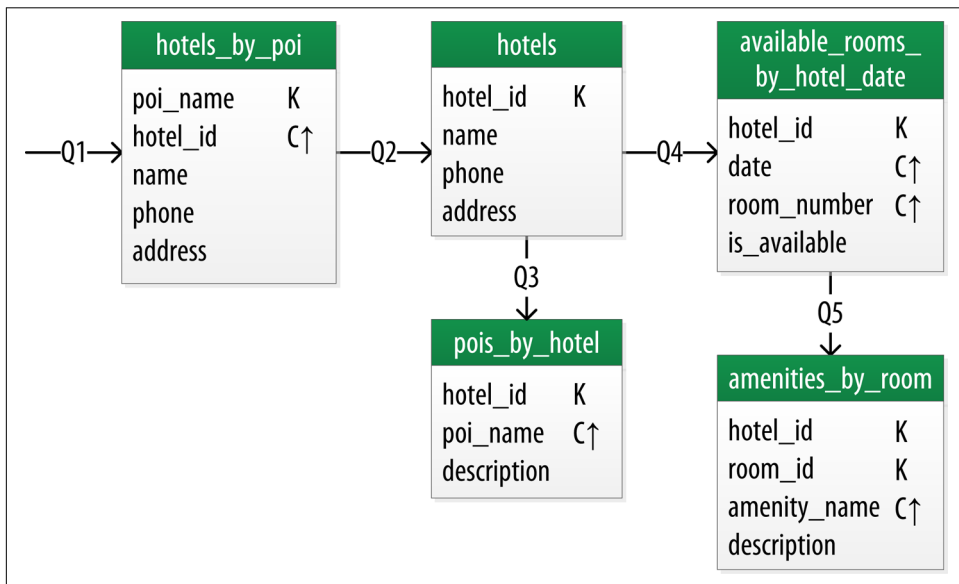 hotels_by_poi
poi_name K
hotel_id C↑
name
phone
address
Q1
Q2
hotels
hotel_id K
name
phone
address
Q3
pois_by_hotel
hotel_id K
poi_name C↑
description
Q4
available_rooms_
by_hotel_date
hotel_id K
date C↑
room_number C↑
is_available
Q5
amenities_by_room
hotel_id K
room_id K
amenity_name C↑
description